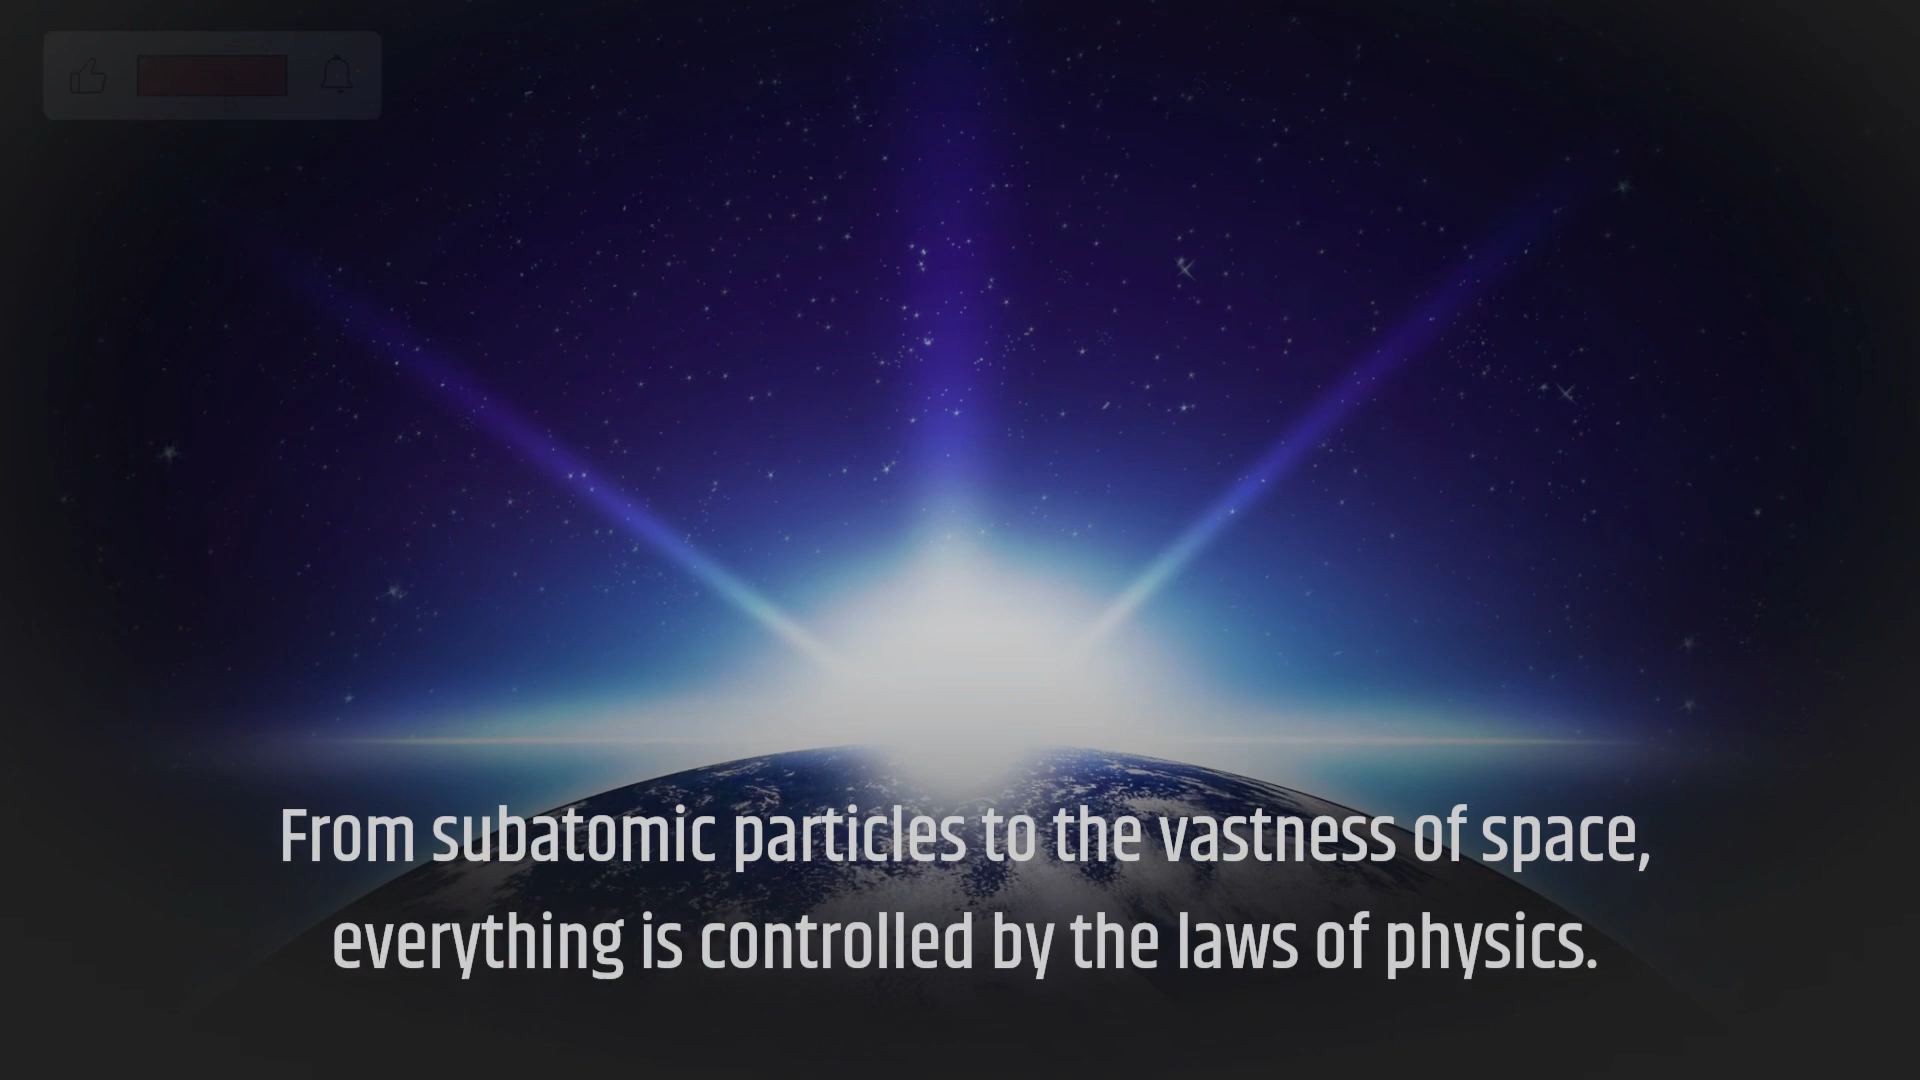 From subatomic particles to the vastness of space,
everything is controlled by the laws of physics.